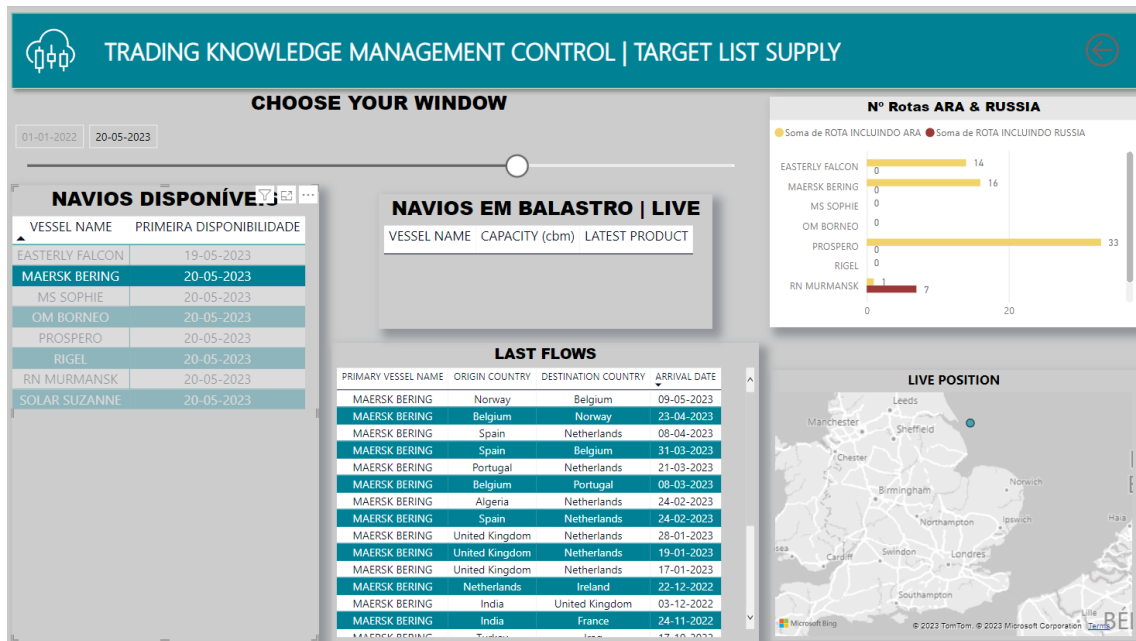 TRADING KNOWLEDGE MANAGEMENT CONTROL | TARGET LIST SUPPLY
CHOOSE YOUR WINDOW
01-01-2022 20-05-2023
NAVIOS DISPONÍVEIS
VESSEL NAME PRIMEIRA DISPONIBILIDADE
EASTERLY FALCON 19-05-2023
MAERSK BERING 20-05-2023
MS SOPHIE 20-05-2023
OM BORNEO 20-05-2023
PROSPERO 20-05-2023
RIGEL 20-05-2023
RN MURMANSK 20-05-2023
SOLAR SUZANNE 20-05-2023
NAVIOS EM BALASTRO | LIVE
VESSEL NAME CAPACITY (cbm) LATEST PRODUCT
LAST FLOWS
PRIMARY VESSEL NAME ORIGIN COUNTRY DESTINATION COUNTRY ARRIVAL DATE
MAERSK BERING Norway Belgium 09-05-2023
MAERSK BERING Belgium Norway 23-04-2023
MAERSK BERING Spain Netherlands 08-04-2023
MAERSK BERING Spain Belgium 31-03-2023
MAERSK BERING Portugal Netherlands 21-03-2023
MAERSK BERING Belgium Portugal 08-03-2023
MAERSK BERING Algeria Netherlands 24-02-2023
MAERSK BERING Spain Netherlands 24-02-2023
MAERSK BERING United Kingdom Netherlands 28-01-2023
MAERSK BERING United Kingdom Netherlands 19-01-2023
MAERSK BERING United Kingdom Netherlands 17-01-2023
MAERSK BERING Netherlands Ireland 22-12-2022
MAERSK BERING India United Kingdom 03-12-2022
MAERSK BERING India France 24-11-2022
MAERSK BERING Turkey Iraq 17-10-2022
Nº Rotas ARA & RUSSIA
Soma de ROTA INCLUINDO ARA Soma de ROTA INCLUINDO RUSSIA
EASTERLY FALCON 14 0
MAERSK BERING 16 0
MS SOPHIE 0
OM BORNEO 0
PROSPERO 33 0
RIGEL 0
RN MURMANSK 1 7
0 20
LIVE POSITION
Leeds
Manchester
Sheffield
Chester
Norwich
Birmingham
Northampton
Ipswich
Haia
Swindon
Londres
Cardiff
Southampton
Lille
BÉL
Microsoft Bing
© 2023 TomTom, © 2023 Microsoft Corporation Terms